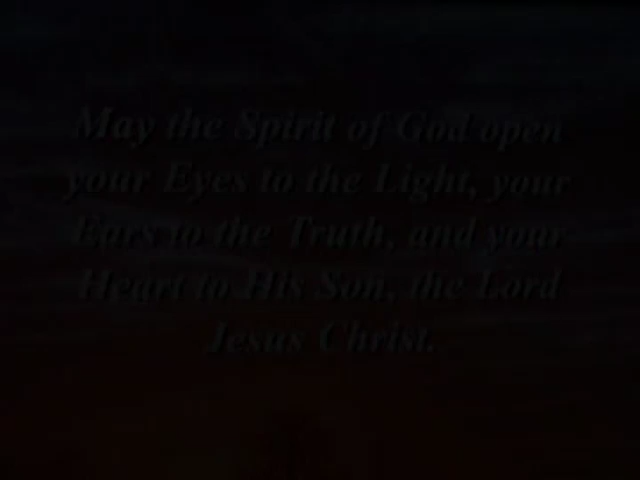 May the Spirit of God open
your Eyes to the Light, your
Ears to the Truth, and your
Heart to His Son, the Lord
Jesus Christ.